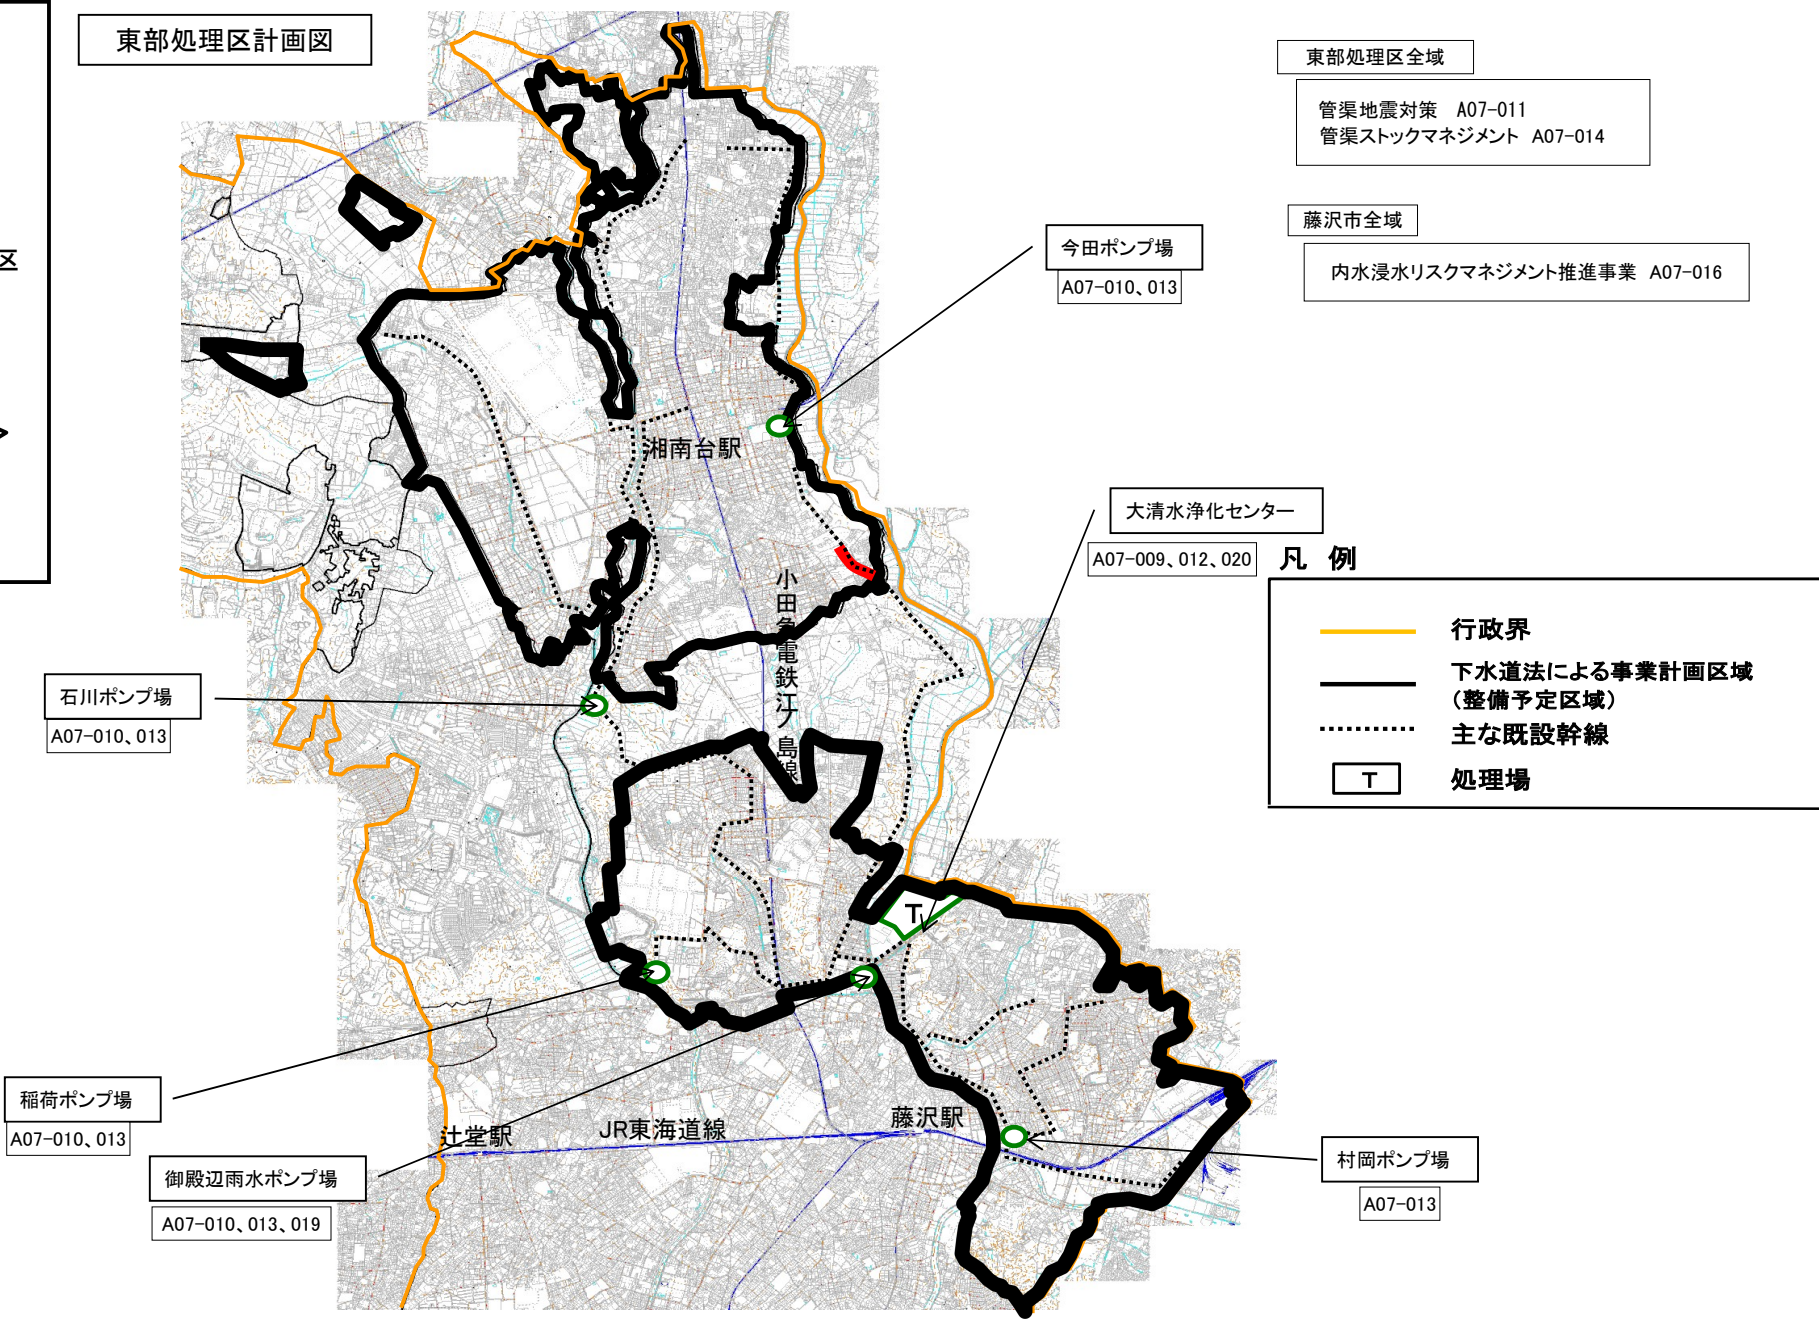 東部処理区計画図
区
東部処理区全域
管渠地震対策 A07-011
管渠ストックマネジメント A07-014
藤沢市全域
内水浸水リスクマネジメント推進事業 A07-016
今田ポンプ場
A07-010、013
湘南台駅
大清水浄化センター
A07-009、012、020
凡 例
行政界
下水道法による事業計画区域
(整備予定区域)
主な既設幹線
T 処理場
小田急電鉄江ノ島線
石川ポンプ場
A07-010、013
T
稲荷ポンプ場
A07-010、013
辻堂駅
JR東海道線
藤沢駅
御殿辺雨水ポンプ場
A07-010、013、019
村岡ポンプ場
A07-013